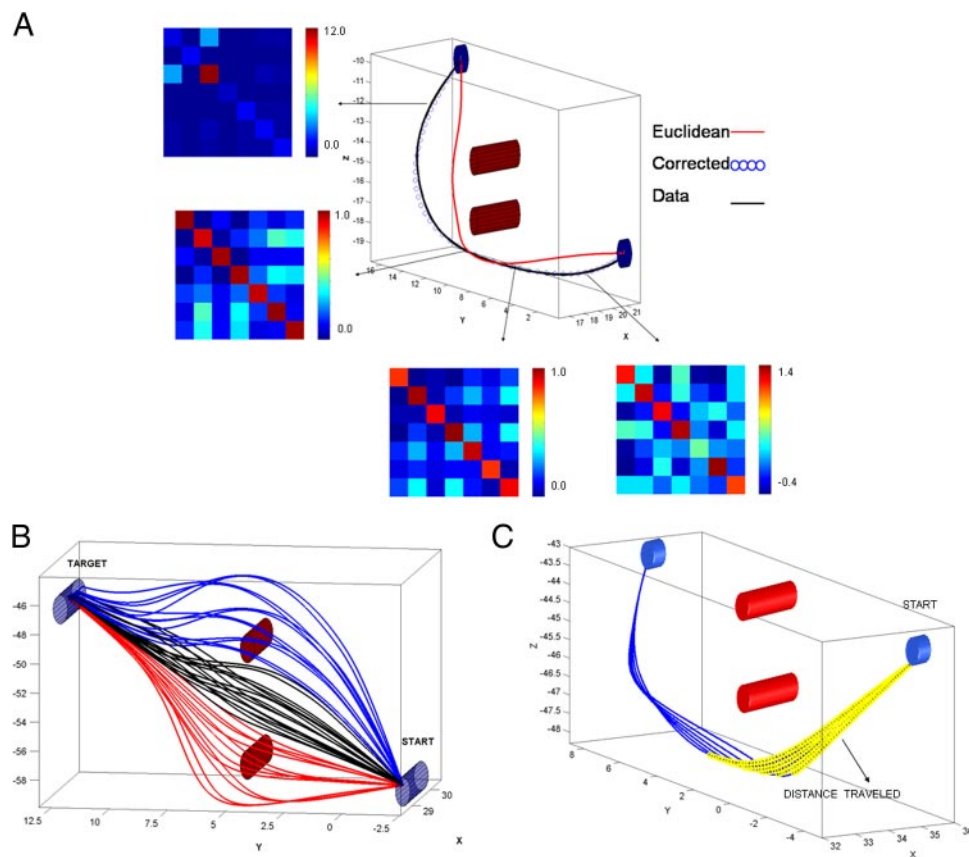 A
12.0
0.0
1.0
0.0
-10
-11
-12
-13
-14
-15
-16
-17
-18
-19
Z
16 14 12 10 8 6 4 2
Y
17 18 19 20 21
X
Euclidean
Corrected
Data
1.0
0.0
1.4
-0.4
B
TARGET
START
-46
-48
-50
-52
-54
-56
-58
12.5 10 7.5 5 2.5 0 -2.5
Y
29 30
X
C
START
-43
-43.5
-44
-44.5
-45
-45.5
-46
-46.5
-47
-47.5
-48
Z
8 6 4 2 0 -2 -4
Y
32 33 34 35
X
DISTANCE TRAVELED